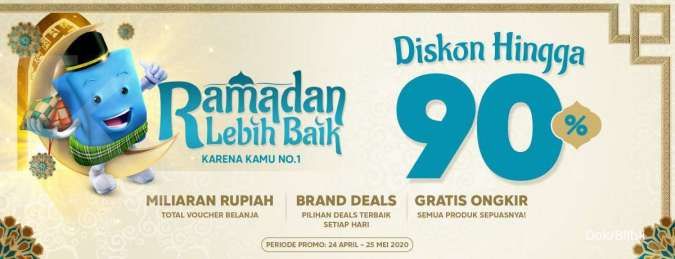 Ramadan
Lebih Baik
KARENA KAMU NO.1
Diskon Hingga
90%
MILIARAN RUPIAH
TOTAL VOUCHER BELANJA
BRAND DEALS
PILIHAN DEALS TERBAIK
SETIAP HARI
GRATIS ONGKIR
SEMUA PRODUK SEPUASNYA!
PERIODE PROMO: 24 APRIL – 25 MEI 2020
Dok/Blibli